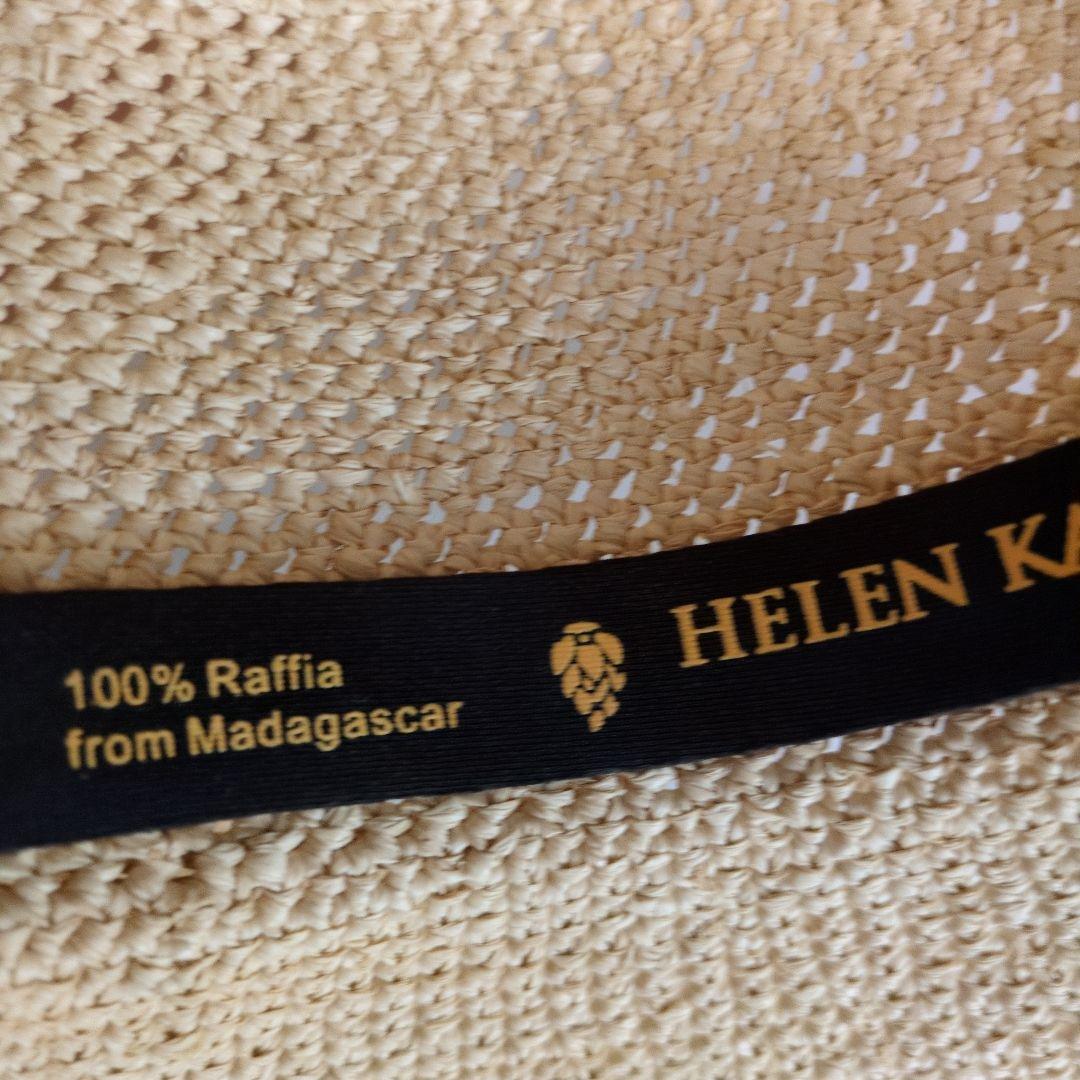 100% Raffia
from Madagascar
HELEN KA